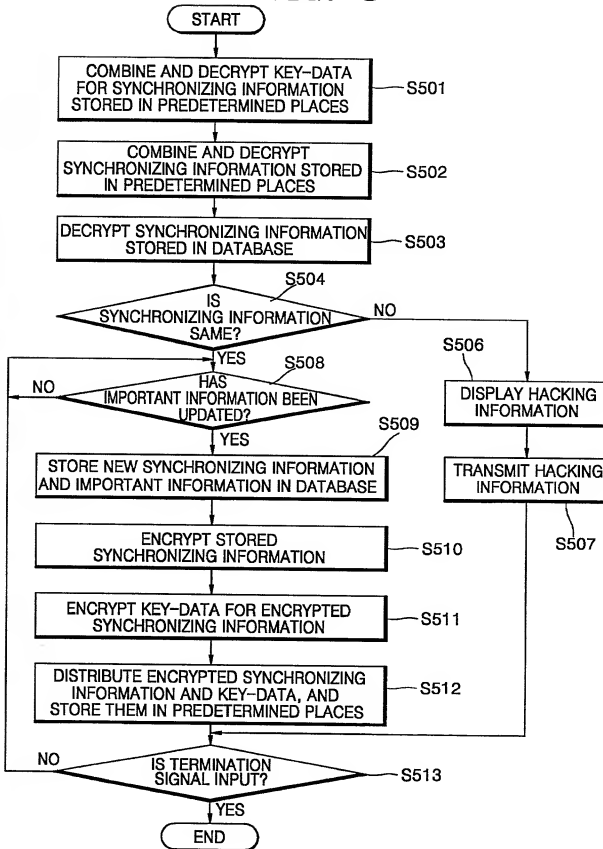 START
COMBINE AND DECRYPT KEY-DATA
FOR SYNCHRONIZING INFORMATION
STORED IN PREDETERMINED PLACES
S501
COMBINE AND DECRYPT
SYNCHRONIZING INFORMATION STORED
IN PREDETERMINED PLACES
S502
DECRYPT SYNCHRONIZING INFORMATION
STORED IN DATABASE
S503
S504
IS
SYNCHRONIZING INFORMATION
SAME?
NO
YES
S506
DISPLAY HACKING
INFORMATION
TRANSMIT HACKING
INFORMATION
S507
S508
NO
HAS
IMPORTANT INFORMATION BEEN
UPDATED?
YES
S509
STORE NEW SYNCHRONIZING INFORMATION
AND IMPORTANT INFORMATION IN DATABASE
ENCRYPT STORED
SYNCHRONIZING INFORMATION
S510
ENCRYPT KEY-DATA FOR ENCRYPTED
SYNCHRONIZING INFORMATION
S511
DISTRIBUTE ENCRYPTED SYNCHRONIZING
INFORMATION AND KEY-DATA, AND
STORE THEM IN PREDETERMINED PLACES
S512
NO
IS TERMINATION
SIGNAL INPUT?
S513
YES
END